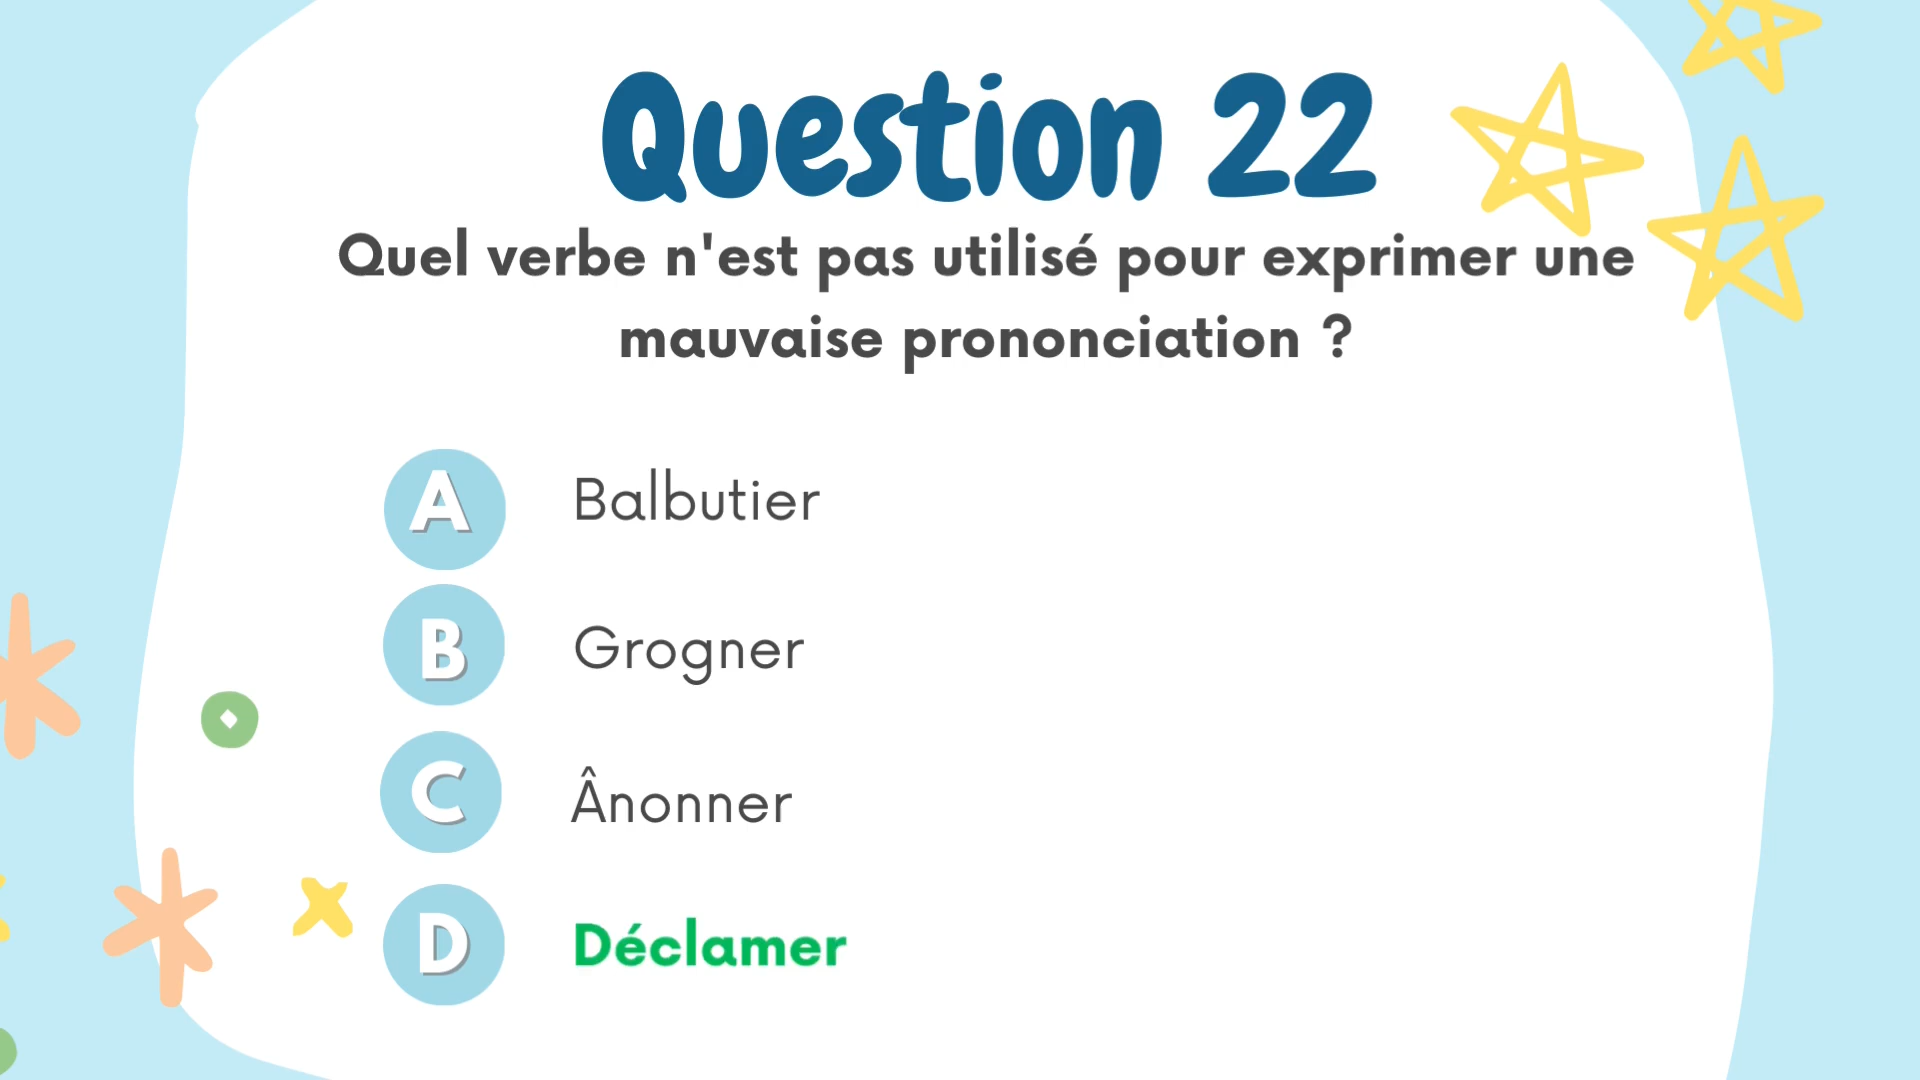 Question 22
Quel verbe n'est pas utilisé pour exprimer une
mauvaise prononciation ?
A Balbutier
B Grogner
C Ânonner
D Déclamer